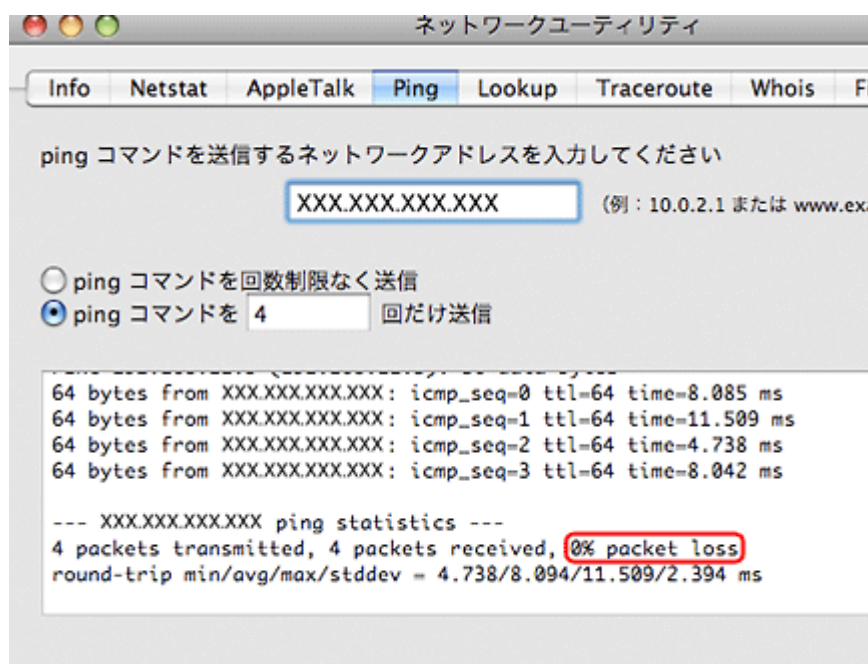 ネットワークユーティリティ
Info Netstat AppleTalk Ping Lookup Traceroute Whois
ping コマンドを送信するネットワークアドレスを入力してください
XXX.XXX.XXX.XXX (例：10.0.2.1 または www.exa
ping コマンドを回数制限なく送信
ping コマンドを 4 回だけ送信
64 bytes from XXX.XXX.XXX.XXX: icmp_seq=0 ttl=64 time=8.085 ms
64 bytes from XXX.XXX.XXX.XXX: icmp_seq=1 ttl=64 time=11.509 ms
64 bytes from XXX.XXX.XXX.XXX: icmp_seq=2 ttl=64 time=4.738 ms
64 bytes from XXX.XXX.XXX.XXX: icmp_seq=3 ttl=64 time=8.042 ms
--- XXX.XXX.XXX.XXX ping statistics ---
4 packets transmitted, 4 packets received, 0% packet loss
round-trip min/avg/max/stddev = 4.738/8.094/11.509/2.394 ms